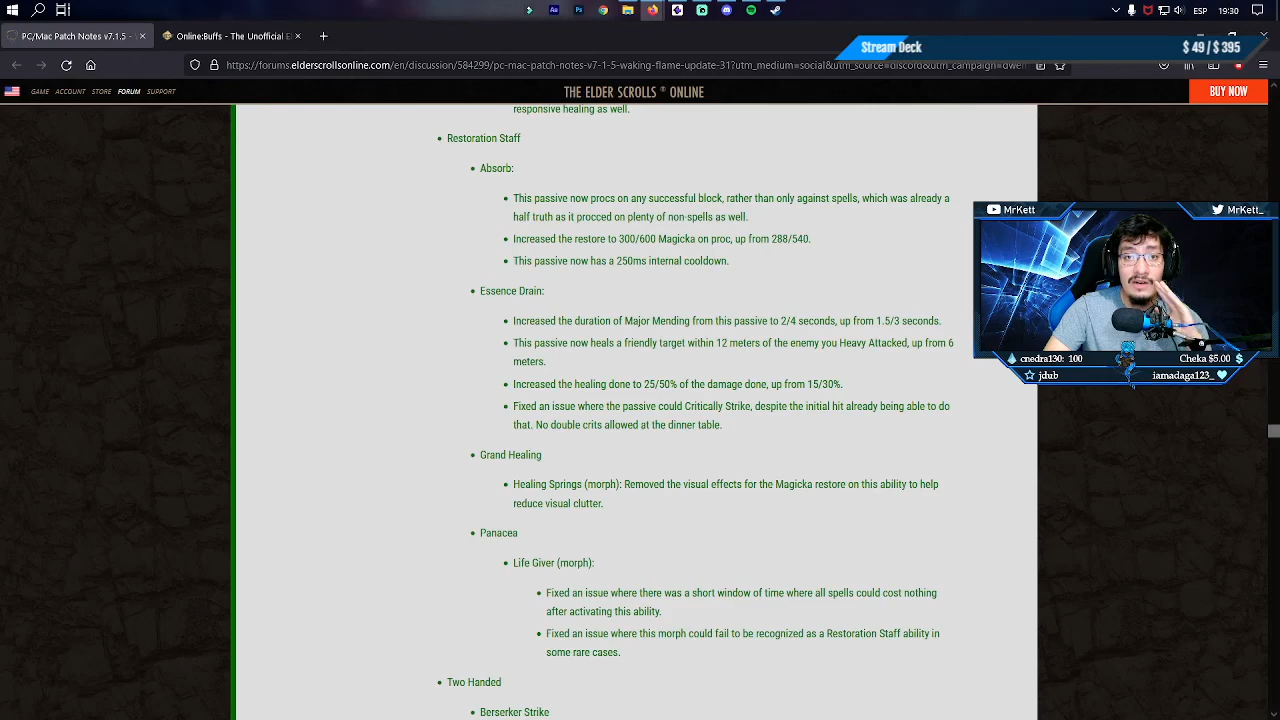 Ae
Ps
ESP
19:30
PC/Mac Patch Notes v7.1.5 -
Online:Buffs - The Unofficial El
Stream Deck
$ 49 / $ 395
https://forums.elderscrollsonline.com/en/discussion/584299/pc-mac-patch-notes-v7-1-5-waking-flame-update-31?utm_medium=social&utm_source=discord&utm_campaign=dwem
GAME ACCOUNT STORE FORUM SUPPORT
THE ELDER SCROLLS ® ONLINE
BUY NOW
responsive healing as well.
• Restoration Staff
• Absorb:
• This passive now procs on any successful block, rather than only against spells, which was already a
half truth as it procced on plenty of non-spells as well.
• Increased the restore to 300/600 Magicka on proc, up from 288/540.
• This passive now has a 250ms internal cooldown.
• Essence Drain:
• Increased the duration of Major Mending from this passive to 2/4 seconds, up from 1.5/3 seconds.
• This passive now heals a friendly target within 12 meters of the enemy you Heavy Attacked, up from 6
meters.
• Increased the healing done to 25/50% of the damage done, up from 15/30%.
• Fixed an issue where the passive could Critically Strike, despite the initial hit already being able to do
that. No double crits allowed at the dinner table.
• Grand Healing
• Healing Springs (morph): Removed the visual effects for the Magicka restore on this ability to help
reduce visual clutter.
• Panacea
• Life Giver (morph):
• Fixed an issue where there was a short window of time where all spells could cost nothing
after activating this ability.
• Fixed an issue where this morph could fail to be recognized as a Restoration Staff ability in
some rare cases.
• Two Handed
• Berserker Strike
MrKett
MrKett_
cnedra130: 100
Cheka $5.00
jdub
iamadaga123_